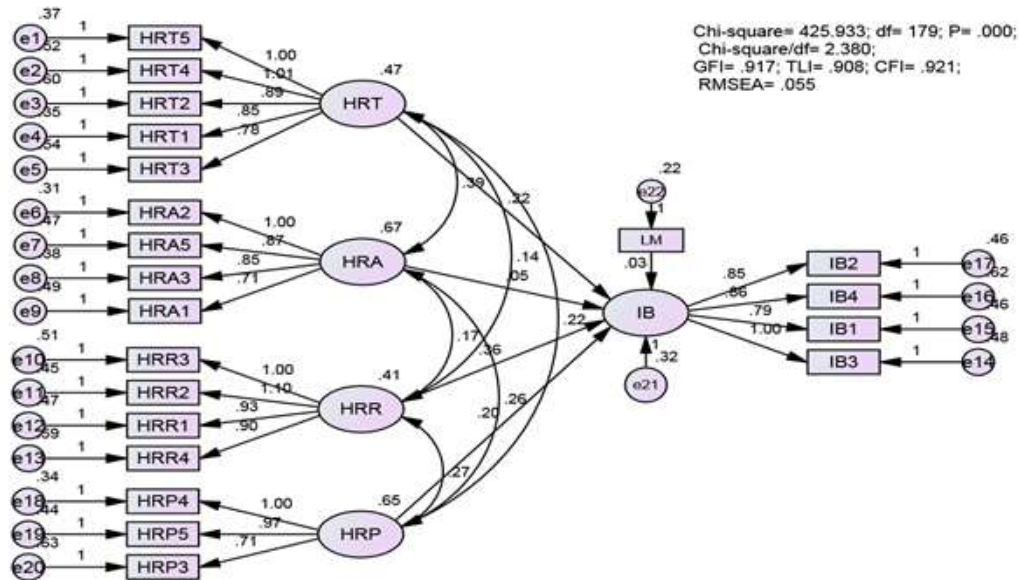 Chi-square= 425.933; df= 179; P= .000;
Chi-square/df= 2.380;
GFI= .917; TLI= .908; CFI= .921;
RMSEA= .055
.37
e1 1 HRT5 1.00
.52
e2 1 HRT4 1.01
.60
e3 1 HRT2 .89
.35
e4 1 HRT1 .85
.54
e5 1 HRT3 .78
.47
HRT
.31
e6 1 HRA2 1.00
.47
e7 1 HRA5 .87
.38
e8 1 HRA3 .85
.49
e9 1 HRA1 .71
.67
HRA
.51
e10 1 HRR3 1.00
.45
e11 1 HRR2 1.10
.47
e12 1 HRR1 .93
.59
e13 1 HRR4 .90
.41
HRR
.34
e18 1 HRP4 1.00
.44
e19 1 HRP5 .97
.53
e20 1 HRP3 .71
.65
HRP
.39
.22
.14
.05
.22
.17
.36
.20
.26
.27
.22
e22
1
LM
.03
IB
1
.32
e21
.85 IB2 1 e17 .46
.86 IB4 1 e16 .62
.79 IB1 1 e15 .46
1.00 IB3 1 e14 .48